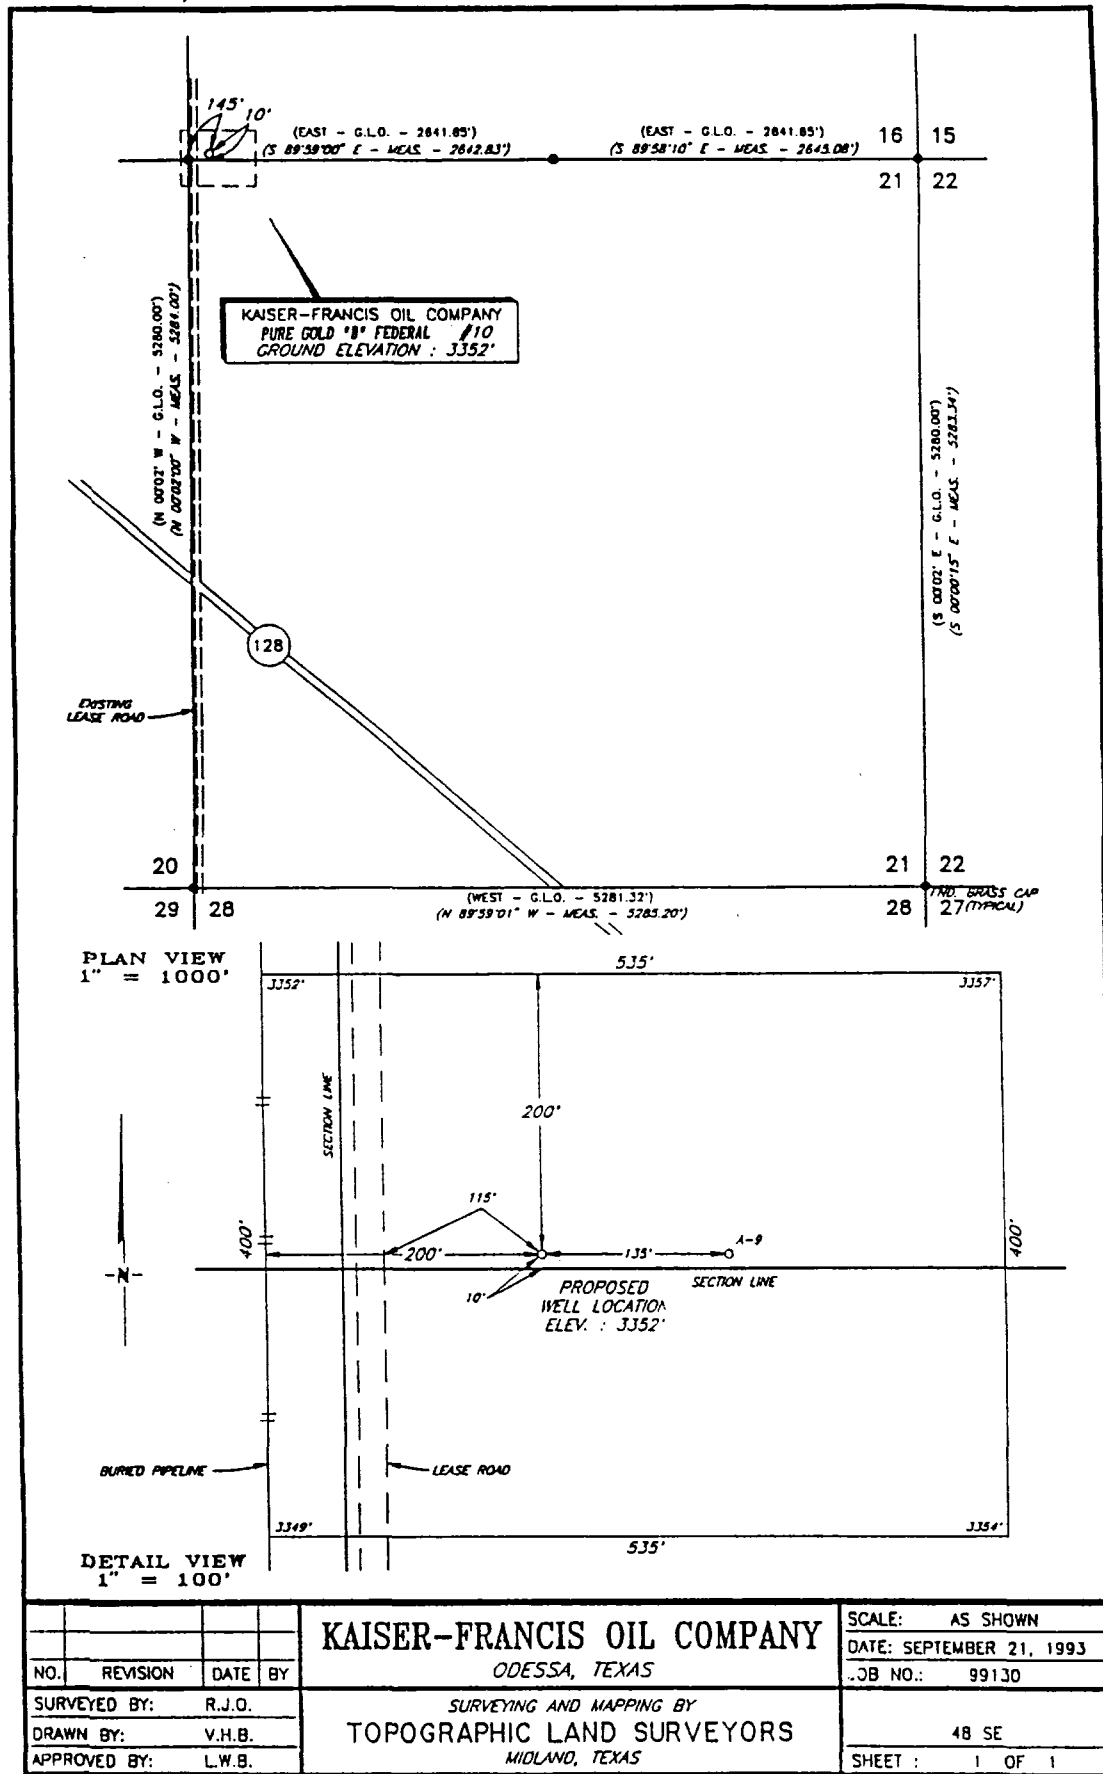 145'
10'
(EAST - G.L.O. - 2641.85')
(S 89°59'00" E - MEAS. - 2642.83')
(EAST - G.L.O. - 2641.85')
(S 89°58'10" E - MEAS. - 2645.08')
16 15
21 22
KAISER-FRANCIS OIL COMPANY
PURE GOLD "B" FEDERAL #10
GROUND ELEVATION : 3352'
(N 00°02' W - G.L.O. - 5280.00')
(N 00°02'00" W - MEAS. - 5284.00')
(S 00°02' E - G.L.O. - 5280.00')
(S 00°00'15" E - MEAS. - 5283.54')
128
EXISTING
LEASE ROAD
20
29 28
21 22
28 27
FND. BRASS CAP
(TYPICAL)
(WEST - G.L.O. - 5281.32')
(N 89°59'01" W - MEAS. - 5285.20')
PLAN VIEW
1" = 1000'
535'
3352'
3357'
SECTION LINE
200'
115'
400'
200'
135'
A-9
400'
-N-
10'
PROPOSED
WELL LOCATION
ELEV. : 3352'
SECTION LINE
BURIED PIPELINE
LEASE ROAD
3349'
3354'
535'
DETAIL VIEW
1" = 100'
NO. REVISION DATE BY
SURVEYED BY: R.J.O.
DRAWN BY: V.H.B.
APPROVED BY: L.W.B.
KAISER-FRANCIS OIL COMPANY
ODESSA, TEXAS
SURVEYING AND MAPPING BY
TOPOGRAPHIC LAND SURVEYORS
MIDLAND, TEXAS
SCALE: AS SHOWN
DATE: SEPTEMBER 21, 1993
JOB NO.: 99130
48 SE
SHEET : 1 OF 1